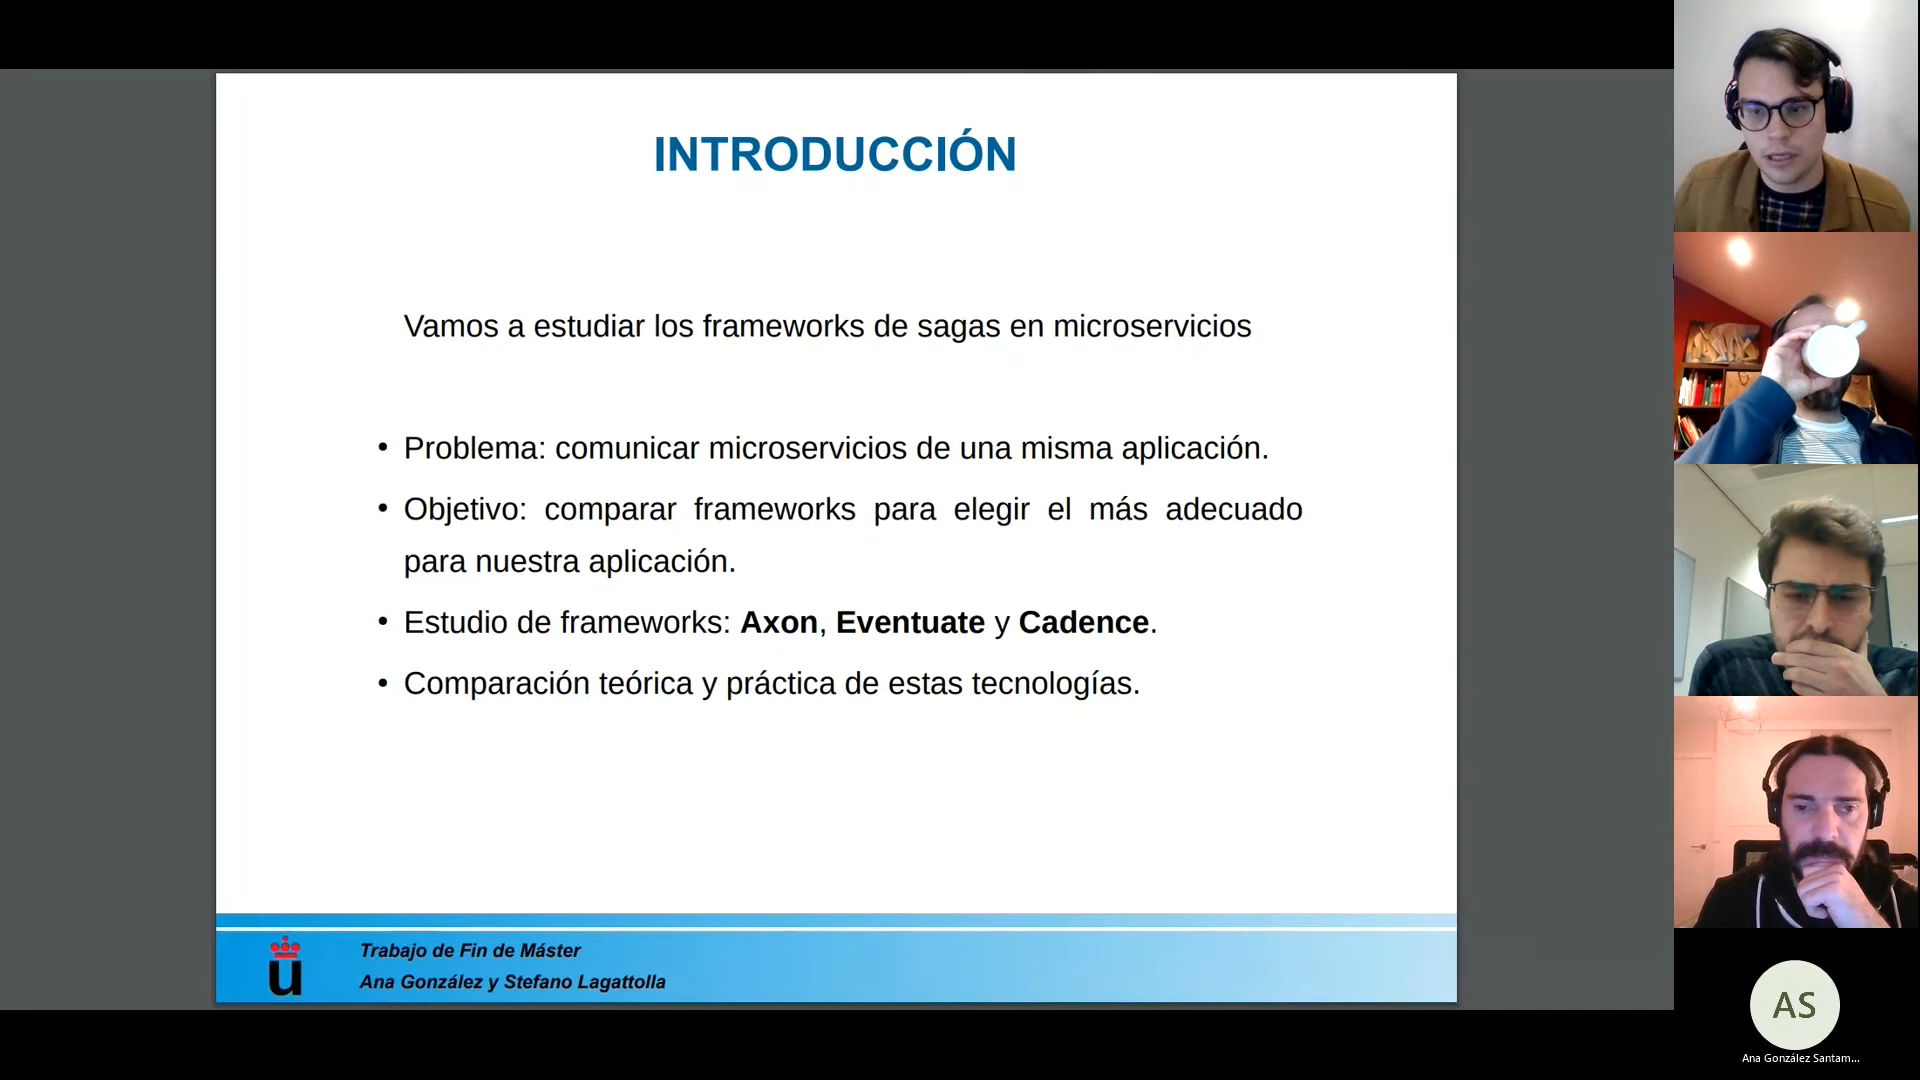 INTRODUCCIÓN
Vamos a estudiar los frameworks de sagas en microservicios
• Problema: comunicar microservicios de una misma aplicación.
• Objetivo: comparar frameworks para elegir el más adecuado
para nuestra aplicación.
• Estudio de frameworks: Axon, Eventuate y Cadence.
• Comparación teórica y práctica de estas tecnologías.
u
Trabajo de Fin de Máster
Ana González y Stefano Lagattolla
AS
Ana González Santam...